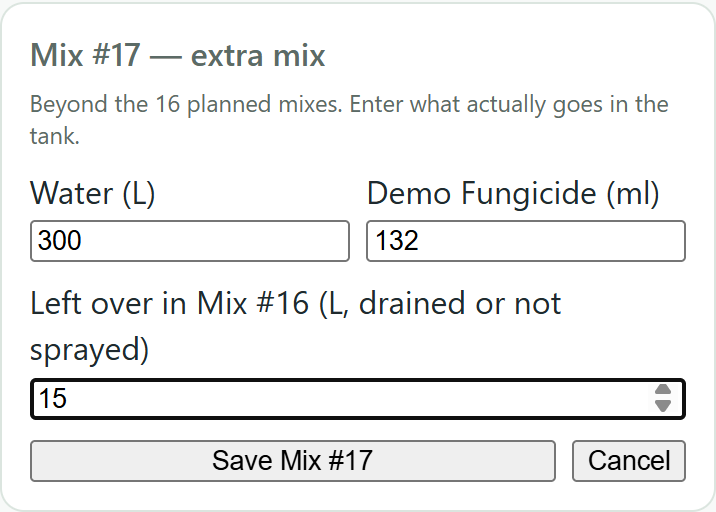 Mix #17 — extra mix
Beyond the 16 planned mixes. Enter what actually goes in the
tank.
Water (L)
Demo Fungicide (ml)
300
132
Left over in Mix #16 (L, drained or not
sprayed)
15
Save Mix #17
Cancel